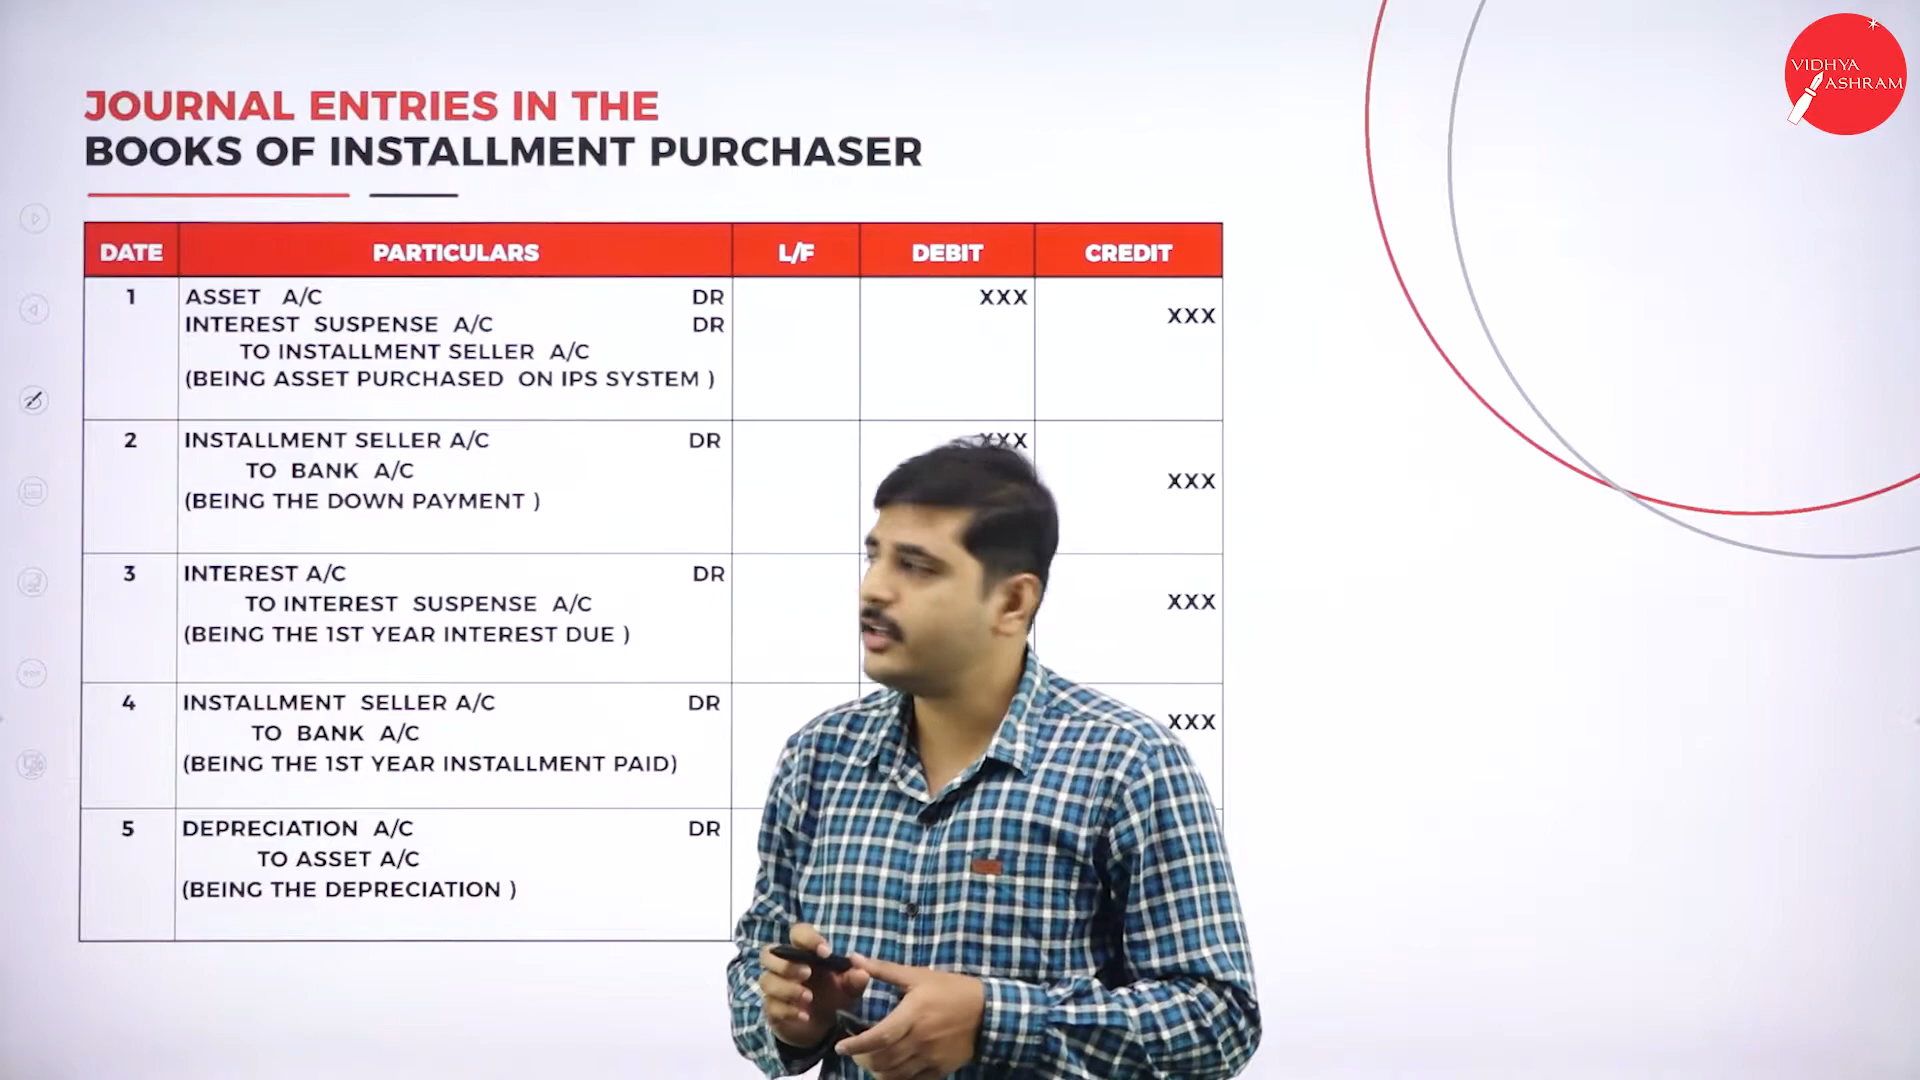 VIDHYA
ASHRAM
JOURNAL ENTRIES IN THE
BOOKS OF INSTALLMENT PURCHASER
DATE PARTICULARS L/F DEBIT CREDIT
1 ASSET A/C DR XXX
INTEREST SUSPENSE A/C DR XXX
TO INSTALLMENT SELLER A/C
(BEING ASSET PURCHASED ON IPS SYSTEM )
2 INSTALLMENT SELLER A/C DR XXX
TO BANK A/C XXX
(BEING THE DOWN PAYMENT )
3 INTEREST A/C DR
TO INTEREST SUSPENSE A/C XXX
(BEING THE 1ST YEAR INTEREST DUE )
4 INSTALLMENT SELLER A/C DR
TO BANK A/C XXX
(BEING THE 1ST YEAR INSTALLMENT PAID)
5 DEPRECIATION A/C DR
TO ASSET A/C
(BEING THE DEPRECIATION )